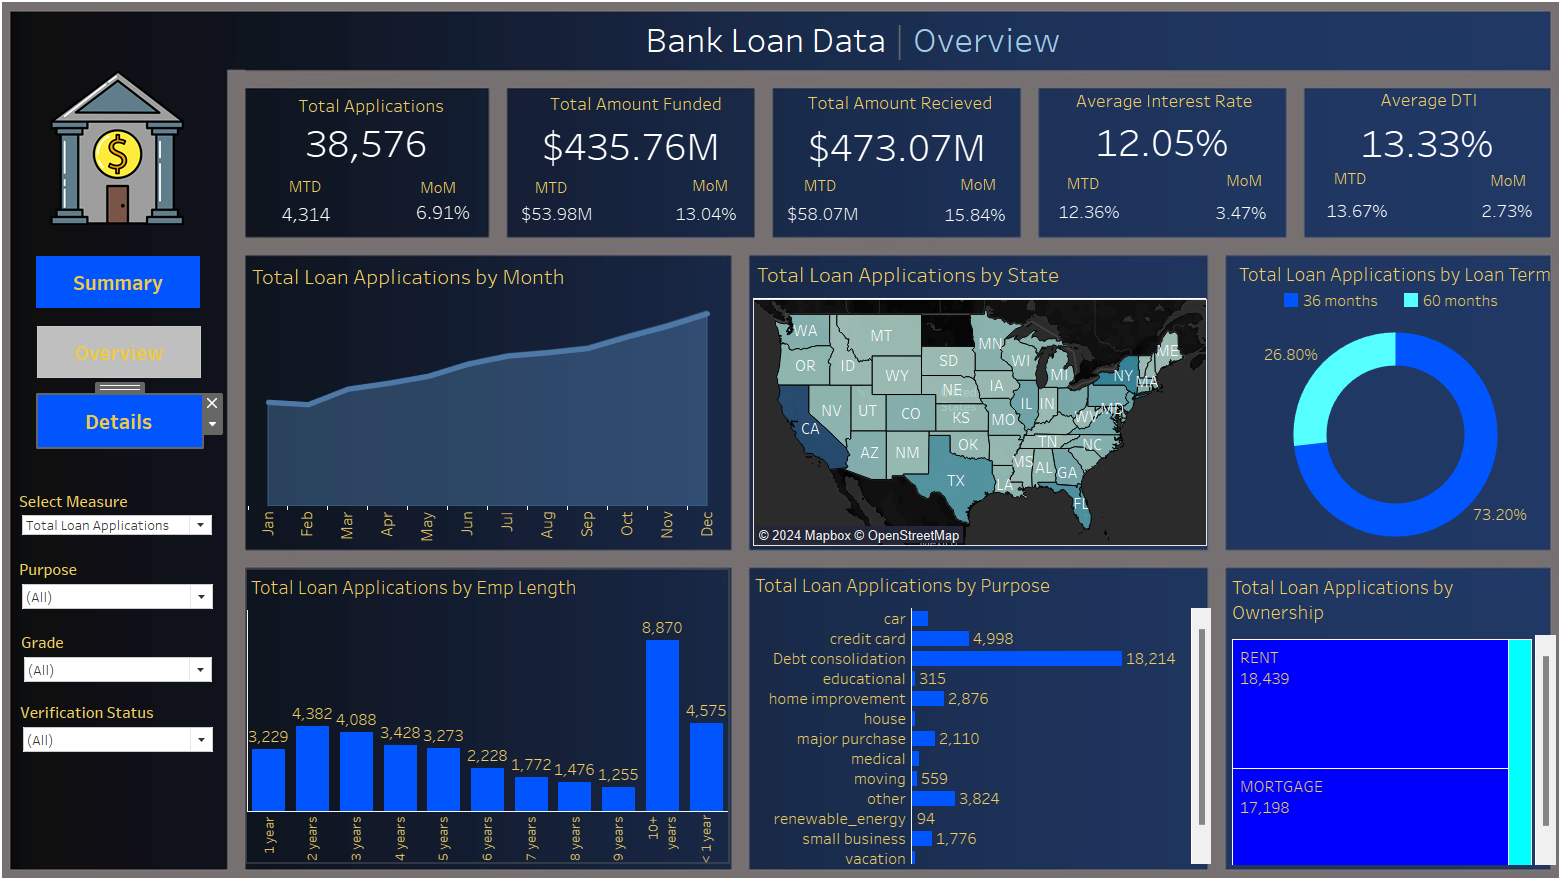 Bank Loan Data | Overview
Total Applications
38,576
MTD
MoM
4,314
6.91%
Total Amount Funded
$435.76M
MTD
MoM
$53.98M
13.04%
Total Amount Recieved
$473.07M
MTD
MoM
$58.07M
15.84%
Average Interest Rate
12.05%
MTD
MoM
12.36%
3.47%
Average DTI
13.33%
MTD
MoM
13.67%
2.73%
$
Summary
Overview
Details
Select Measure
Total Loan Applications
Purpose
(All)
Grade
(All)
Verification Status
(All)
Total Loan Applications by Month
Jan
Feb
Mar
Apr
May
Jun
Jul
Aug
Sep
Oct
Nov
Dec
Total Loan Applications by State
WA
MT
MN
ME
OR
ID
SD
WI
WY
MI
NY
MA
NE
IA
NV
UT
CO
KS
MO
IL
IN
WV
MD
CA
AZ
NM
OK
TN
NC
TX
MS
AL
GA
LA
FL
States
© 2024 Mapbox © OpenStreetMap
Total Loan Applications by Loan Term
36 months
60 months
26.80%
73.20%
Total Loan Applications by Emp Length
8,870
4,382
4,088
4,575
3,229
3,428
3,273
2,228
1,772
1,476
1,255
1 year
2 years
3 years
4 years
5 years
6 years
7 years
8 years
9 years
10+
years
< 1 year
Total Loan Applications by Purpose
car
credit card 4,998
Debt consolidation 18,214
educational 315
home improvement 2,876
house
major purchase 2,110
medical
moving 559
other 3,824
renewable_energy 94
small business 1,776
vacation
Total Loan Applications by
Ownership
RENT
18,439
MORTGAGE
17,198